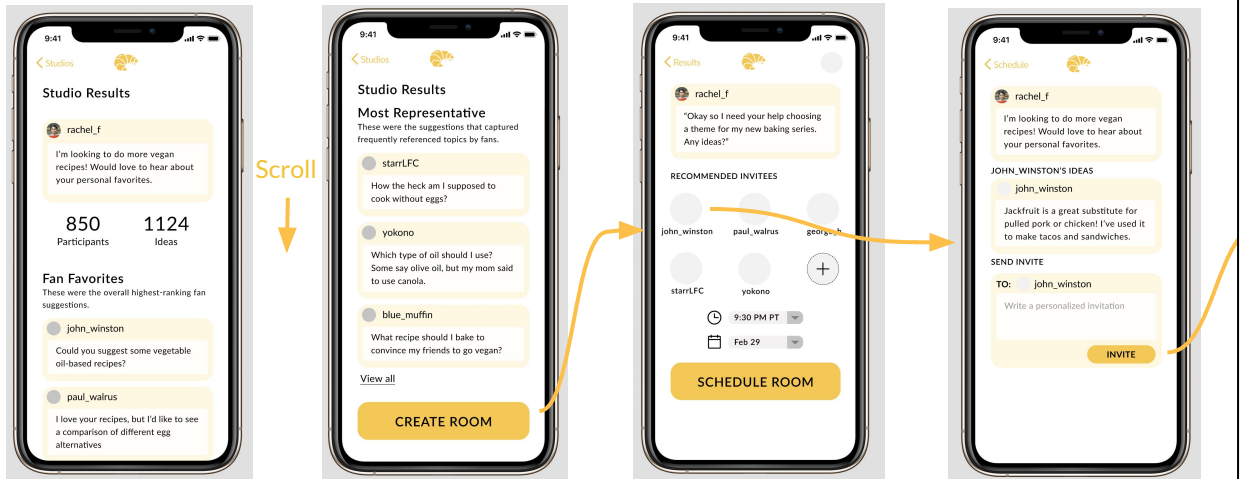 9:41
Studios
Studio Results
rachel_f
I'm looking to do more vegan
recipes! Would love to hear about
your personal favorites.
850
Participants
1124
Ideas
Fan Favorites
These were the overall highest-ranking fan
suggestions.
john_winston
Could you suggest some vegetable
oil-based recipes?
paul_walrus
I love your recipes, but I'd like to see
a comparison of different egg
alternatives
Scroll
9:41
Studios
Studio Results
Most Representative
These were the suggestions that captured
frequently referenced topics by fans.
starrLFC
How the heck am I supposed to
cook without eggs?
yokono
Which type of oil should I use?
Some say olive oil, but my mom said
to use canola.
blue_muffin
What recipe should I bake to
convince my friends to go vegan?
View all
CREATE ROOM
9:41
Results
rachel_f
"Okay so I need your help choosing
a theme for my new baking series.
Any ideas?"
RECOMMENDED INVITEES
john_winston
paul_walrus
starrLFC
yokono
9:30 PM PT
Feb 29
SCHEDULE ROOM
9:41
Schedule
rachel_f
I'm looking to do more vegan
recipes! Would love to hear about
your personal favorites.
JOHN_WINSTON'S IDEAS
john_winston
Jackfruit is a great substitute for
pulled pork or chicken! I've used it
to make tacos and sandwiches.
SEND INVITE
TO: john_winston
Write a personalized invitation
INVITE